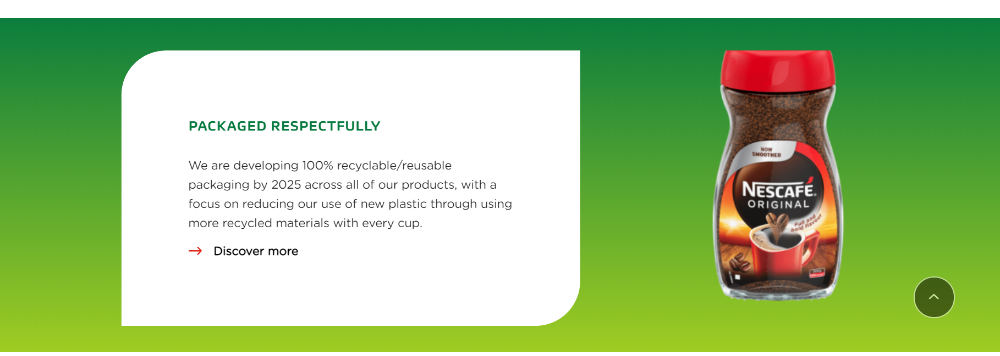 PACKAGED RESPECTFULLY
We are developing 100% recyclable/reusable
packaging by 2025 across all of our products, with a
focus on reducing our use of new plastic through using
more recycled materials with every cup.
Discover more
NOW
SMOOTHER
NESCAFÉ
ORIGINAL
Full and
bold flavour